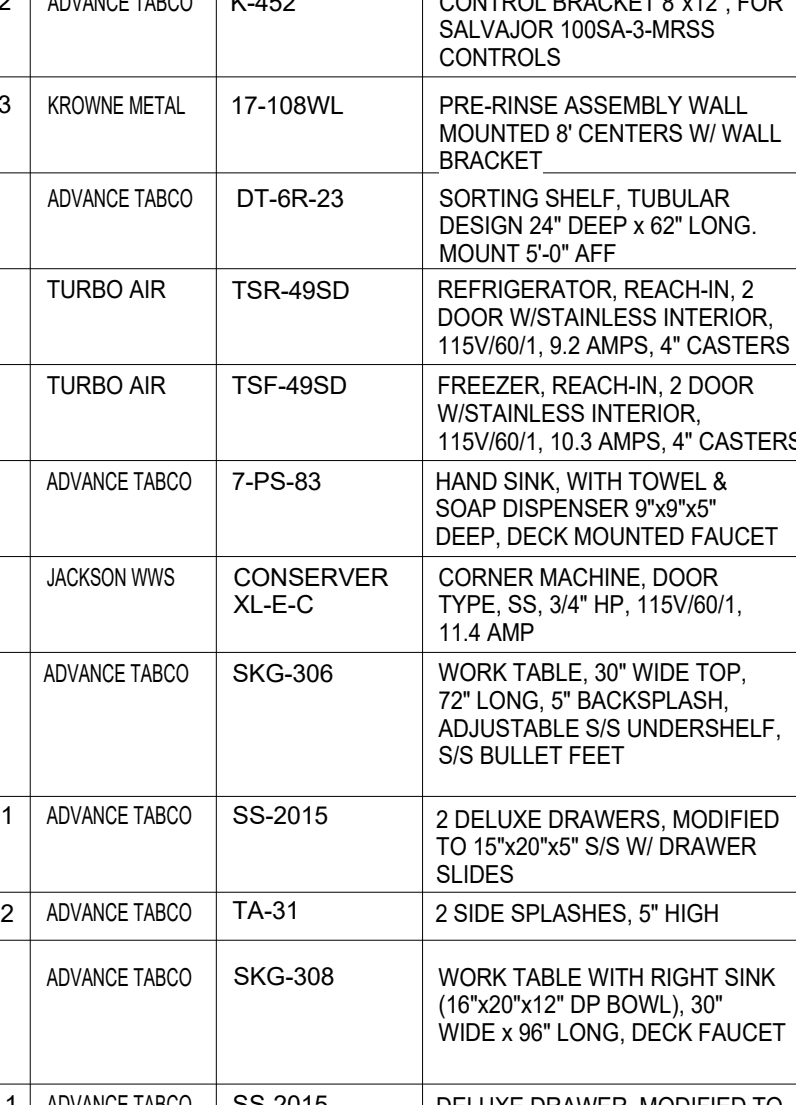 2 ADVANCE TABCO K-452 CONTROL BRACKET 8"x12", FOR
SALVAJOR 100SA-3-MRSS
CONTROLS
3 KROWNE METAL 17-108WL PRE-RINSE ASSEMBLY WALL
MOUNTED 8' CENTERS W/ WALL
BRACKET
ADVANCE TABCO DT-6R-23 SORTING SHELF, TUBULAR
DESIGN 24" DEEP x 62" LONG.
MOUNT 5'-0" AFF
TURBO AIR TSR-49SD REFRIGERATOR, REACH-IN, 2
DOOR W/STAINLESS INTERIOR,
115V/60/1, 9.2 AMPS, 4" CASTERS
TURBO AIR TSF-49SD FREEZER, REACH-IN, 2 DOOR
W/STAINLESS INTERIOR,
115V/60/1, 10.3 AMPS, 4" CASTERS
ADVANCE TABCO 7-PS-83 HAND SINK, WITH TOWEL &
SOAP DISPENSER 9"x9"x5"
DEEP, DECK MOUNTED FAUCET
JACKSON WWS CONSERVER CORNER MACHINE, DOOR
XL-E-C TYPE, SS, 3/4" HP, 115V/60/1,
11.4 AMP
ADVANCE TABCO SKG-306 WORK TABLE, 30" WIDE TOP,
72" LONG, 5" BACKSPLASH,
ADJUSTABLE S/S UNDERSHELF,
S/S BULLET FEET
1 ADVANCE TABCO SS-2015 2 DELUXE DRAWERS, MODIFIED
TO 15"x20"x5" S/S W/ DRAWER
SLIDES
2 ADVANCE TABCO TA-31 2 SIDE SPLASHES, 5" HIGH
ADVANCE TABCO SKG-308 WORK TABLE WITH RIGHT SINK
(16"x20"x12" DP BOWL), 30"
WIDE x 96" LONG, DECK FAUCET
1 ADVANCE TABCO SS-2015 DELUXE DRAWER, MODIFIED TO